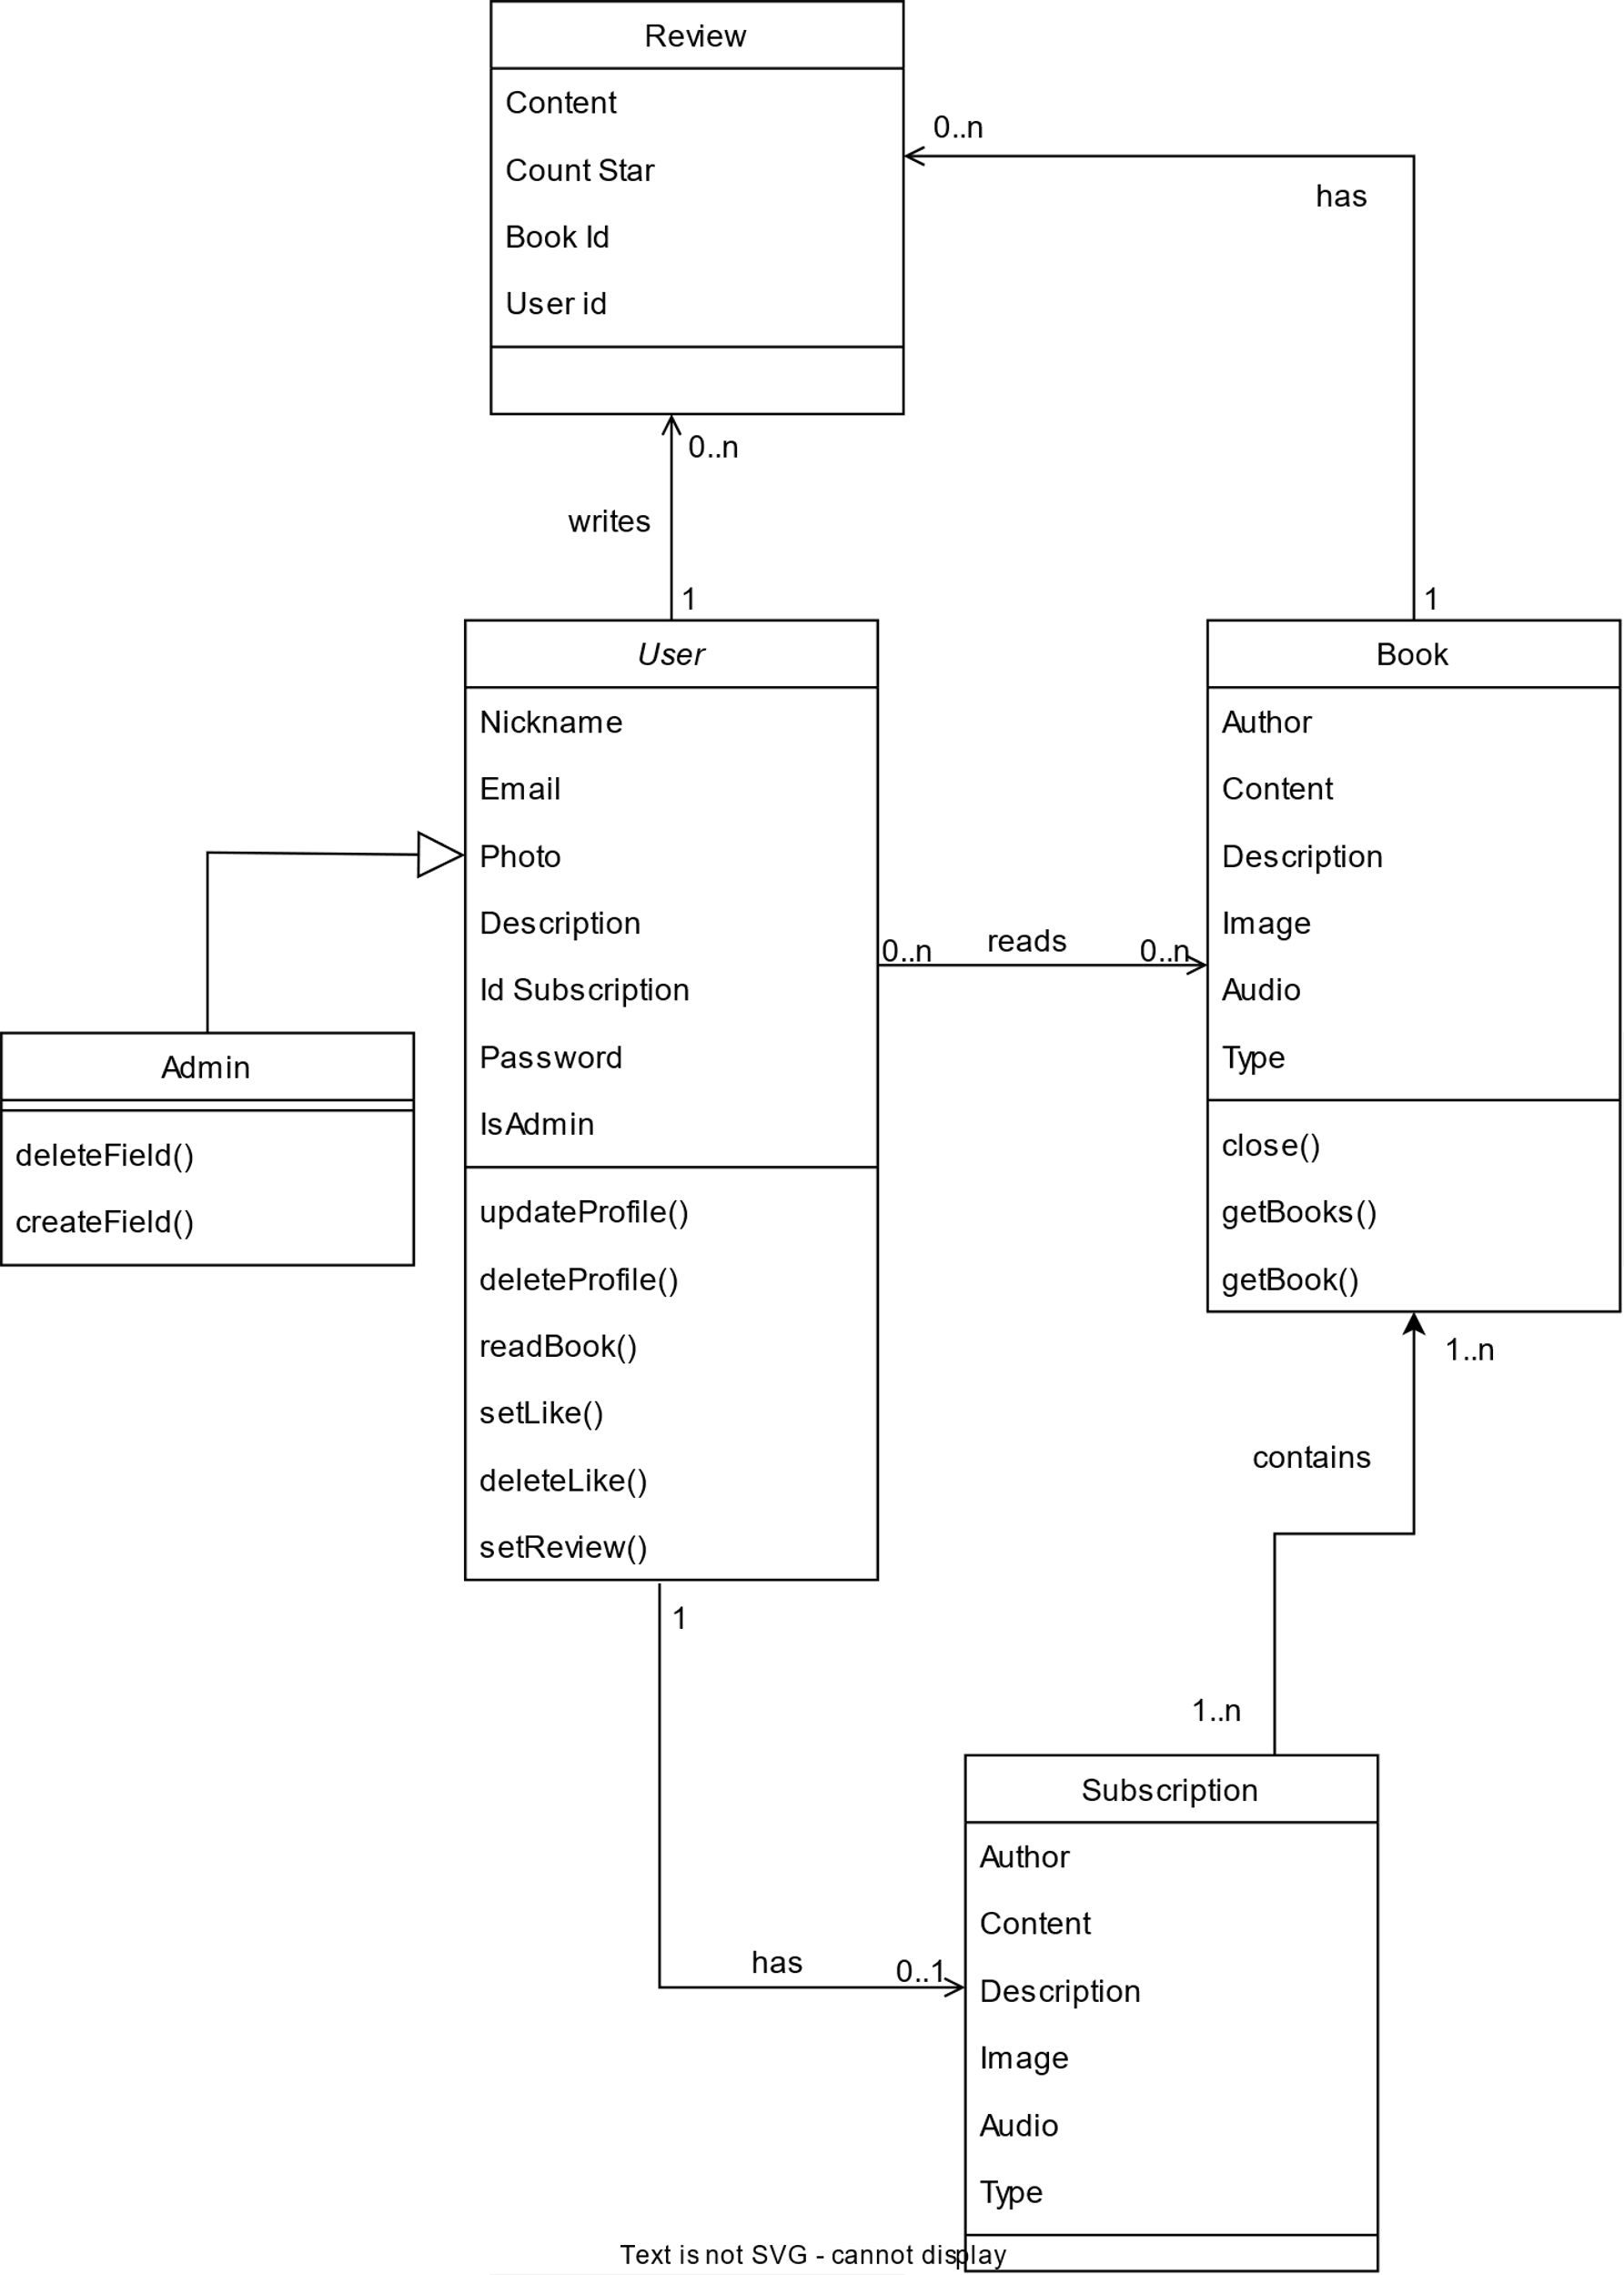 Review
Content
Count Star
Book Id
User id
0..n
has
0..n
writes
1
1
User
Nickname
Email
Photo
Description
Id Subscription
Password
IsAdmin
updateProfile()
deleteProfile()
readBook()
setLike()
deleteLike()
setReview()
Book
Author
Content
Description
Image
Audio
Type
close()
getBooks()
getBook()
0..n
reads
0..n
Admin
deleteField()
createField()
1..n
contains
1..n
1
has
0..1
Subscription
Author
Content
Description
Image
Audio
Type
Text is not SVG - cannot display